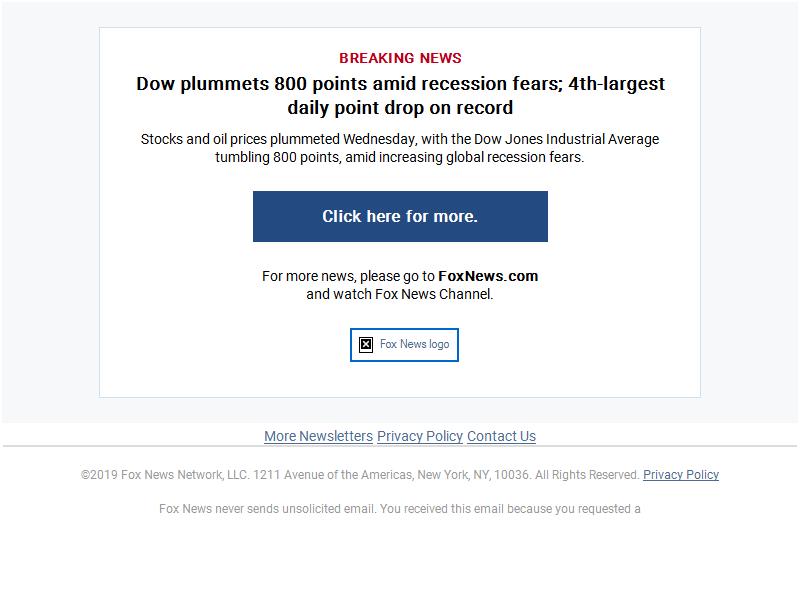 BREAKING NEWS
Dow plummets 800 points amid recession fears; 4th-largest
daily point drop on record
Stocks and oil prices plummeted Wednesday, with the Dow Jones Industrial Average
tumbling 800 points, amid increasing global recession fears.
Click here for more.
For more news, please go to FoxNews.com
and watch Fox News Channel.
Fox News logo
More Newsletters Privacy Policy Contact Us
©2019 Fox News Network, LLC. 1211 Avenue of the Americas, New York, NY, 10036. All Rights Reserved. Privacy Policy
Fox News never sends unsolicited email. You received this email because you requested a